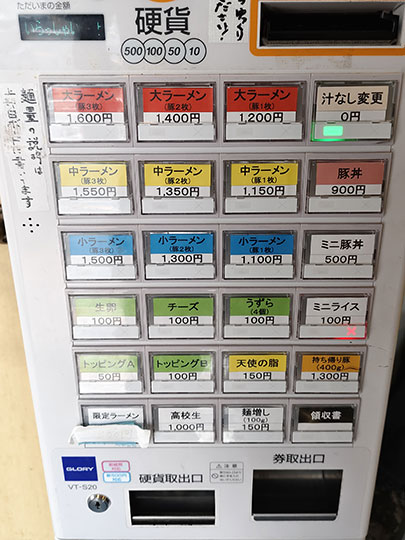 ただいまの金額
硬貨
500 100 50 10
大ラーメン
(豚3枚)
1,600円
大ラーメン
(豚2枚)
1,400円
大ラーメン
(豚1枚)
1,200円
汁なし変更
0円
中ラーメン
(豚3枚)
1,550円
中ラーメン
(豚2枚)
1,350円
中ラーメン
(豚1枚)
1,150円
豚丼
900円
小ラーメン
(豚3枚)
1,500円
小ラーメン
(豚2枚)
1,300円
小ラーメン
(豚1枚)
1,100円
ミニ豚丼
500円
生卵
100円
チーズ
100円
うずら
(4個)
100円
ミニライス
100円
トッピングA
50円
トッピングB
100円
天使の脂
150円
持ち帰り豚
(400g)
1,300円
限定ラーメン
高校生
1,000円
麺増し
(100g)
150円
領収書
GLORY
VT-S20
硬貨取出口
注意
券取出口